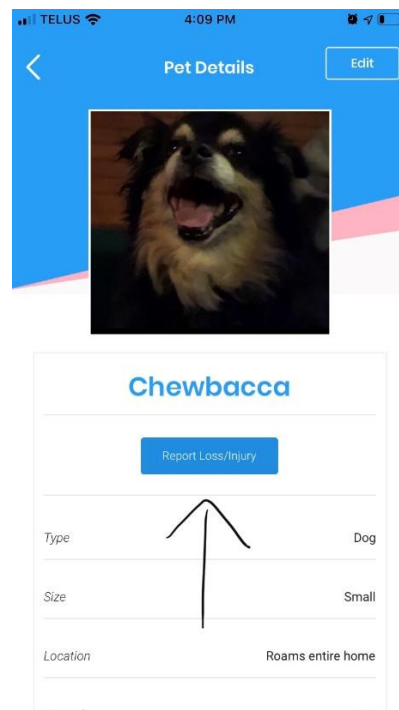 TELUS 4:09 PM
Pet Details Edit
Chewbacca
Report Loss/Injury
Type Dog
Size Small
Location Roams entire home